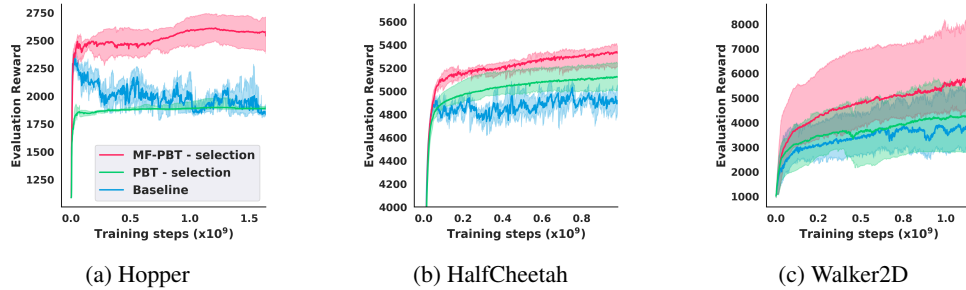 Evaluation Reward
2750
2500
2250
2000
1750
1500
1250
MF-PBT - selection
PBT - selection
Baseline
0.0 0.5 1.0 1.5
Training steps (x10⁹)
(a) Hopper
Evaluation Reward
5600
5400
5200
5000
4800
4600
4400
4200
4000
0.0 0.2 0.4 0.6 0.8
Training steps (x10⁹)
(b) HalfCheetah
Evaluation Reward
8000
7000
6000
5000
4000
3000
2000
1000
0.0 0.2 0.5 0.8 1.0
Training steps (x10⁹)
(c) Walker2D